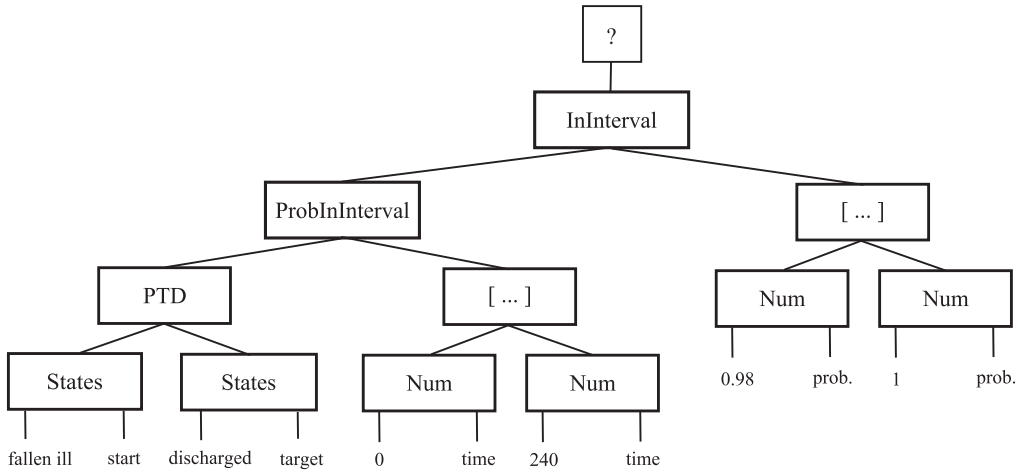 ?
InInterval
ProbInInterval
[ ... ]
PTD
[ ... ]
Num
Num
States
States
Num
Num
0.98
prob.
1
prob.
fallen ill
start
discharged
target
0
time
240
time